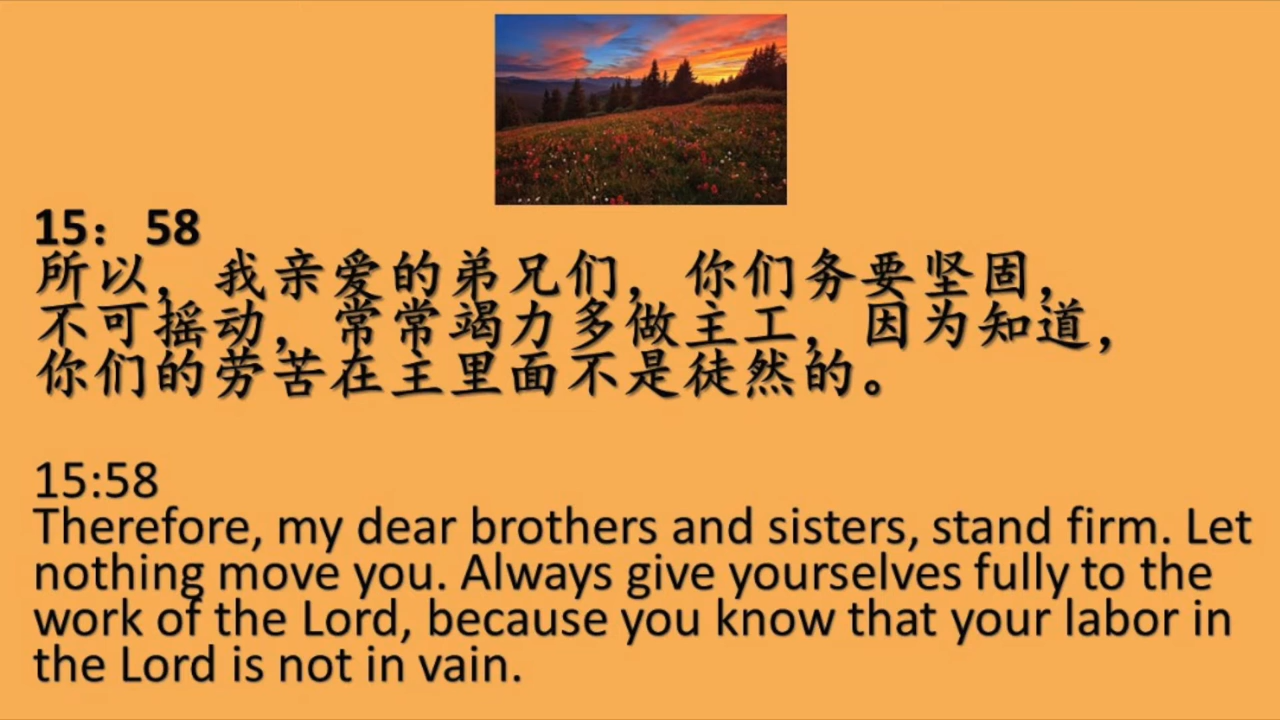 15： 58
所以，我亲爱的弟兄们，你们务要坚固，
不可摇动，常常竭力多做主工，因为知道，
你们的劳苦在主里面不是徒然的。
15:58
Therefore, my dear brothers and sisters, stand firm. Let
nothing move you. Always give yourselves fully to the
work of the Lord, because you know that your labor in
the Lord is not in vain.